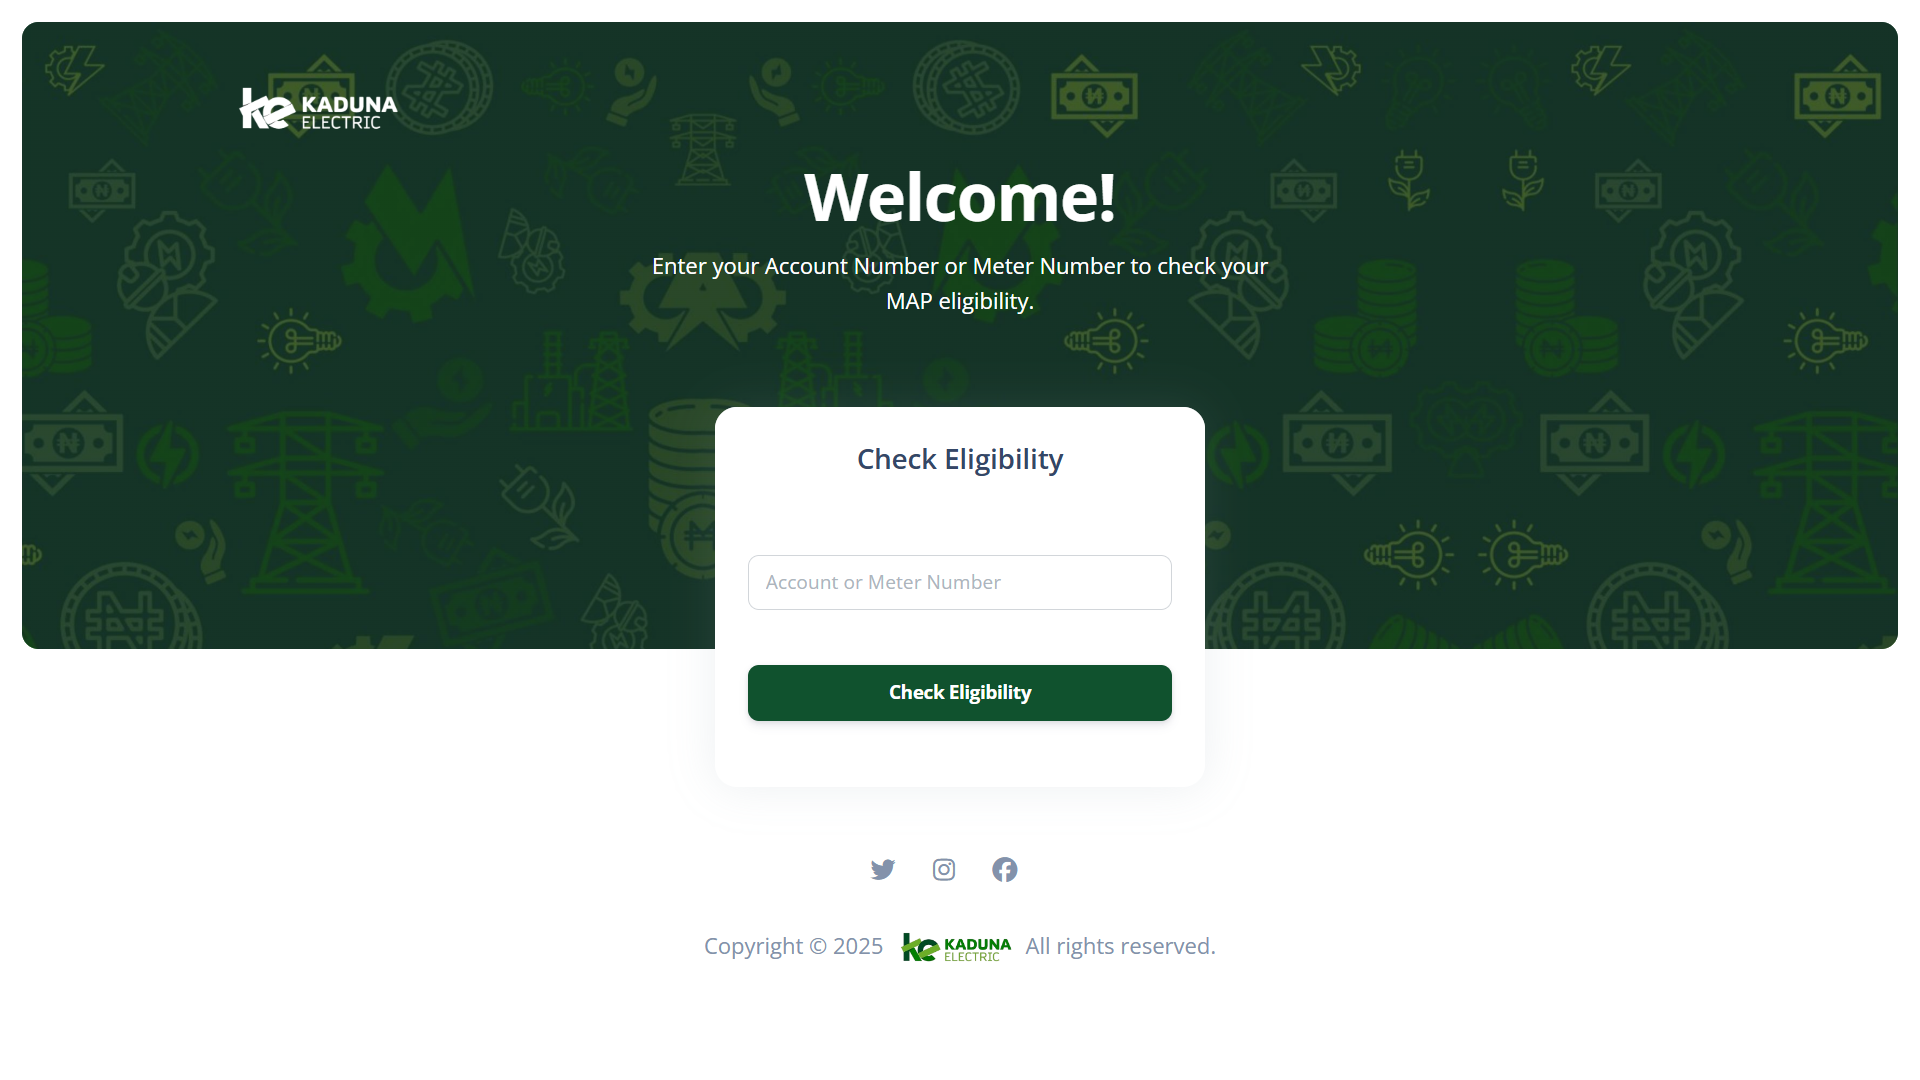 KADUNA
ELECTRIC
Welcome!
Enter your Account Number or Meter Number to check your
MAP eligibility.
Check Eligibility
Account or Meter Number
Check Eligibility
Copyright © 2025 ke KADUNA ELECTRIC All rights reserved.